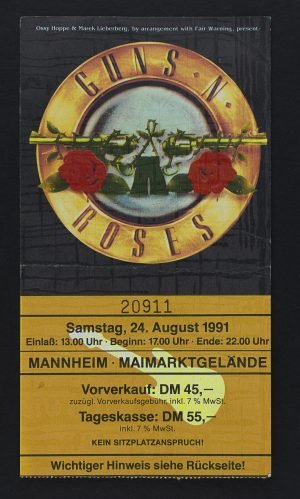 Ossy Hoppe & Marek Lieberberg, by arrangement with Fair Warning, present
GUNS N' ROSES
20911
Samstag, 24. August 1991
Einlaß: 13.00 Uhr · Beginn: 17.00 Uhr · Ende: 22.00 Uhr
MANNHEIM · MAIMARKTGELÄNDE
Vorverkauf: DM 45,—
zuzügl. Vorverkaufsgebühr, inkl. 7 % MwSt.
Tageskasse: DM 55,—
inkl. 7 % MwSt.
KEIN SITZPLATZANSPRUCH!
Wichtiger Hinweis siehe Rückseite!